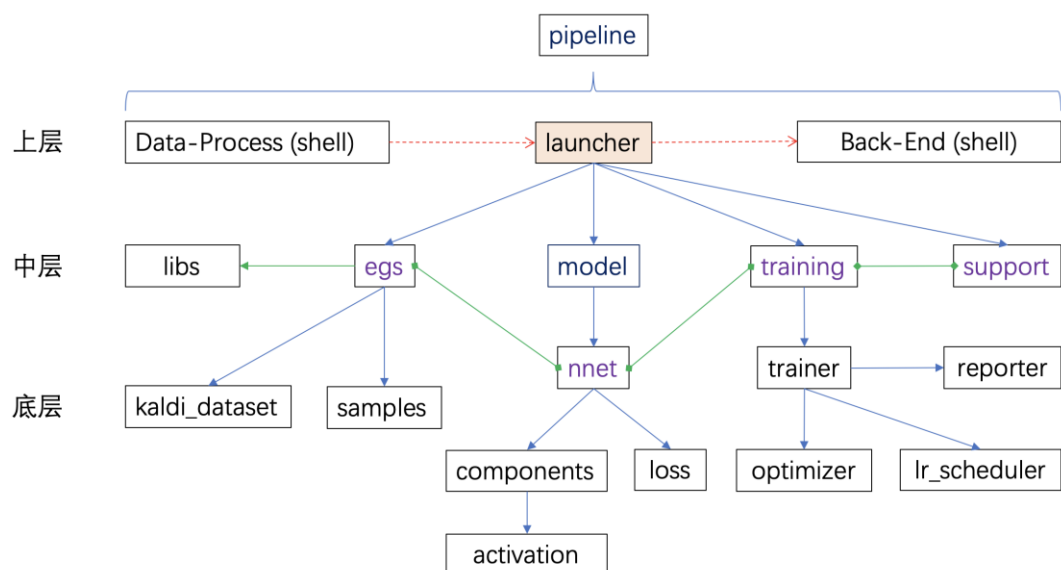 pipeline
上层
Data-Process (shell)
launcher
Back-End (shell)
中层
libs
egs
model
training
support
nnet
trainer
reporter
底层
kaldi_dataset
samples
components
loss
optimizer
lr_scheduler
activation